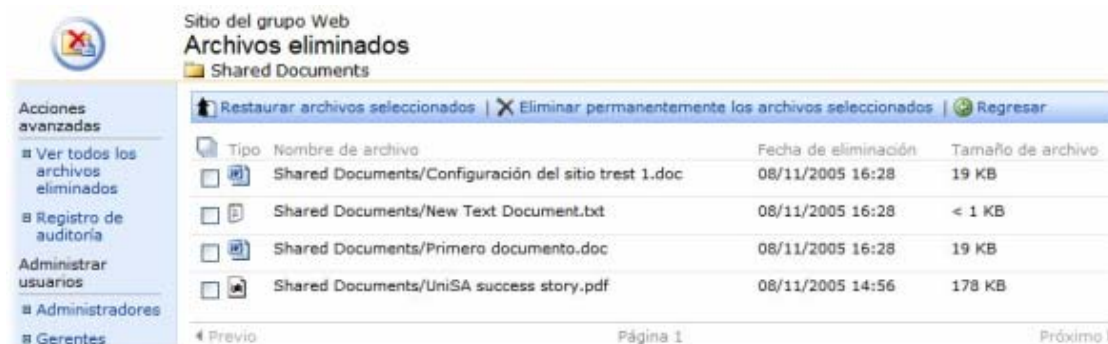 Sitio del grupo Web
Archivos eliminados
Shared Documents
Acciones
avanzadas
Ver todos los
archivos
eliminados
Registro de
auditoría
Administrar
usuarios
Administradores
Gerentes
Restaurar archivos seleccionados | Eliminar permanentemente los archivos seleccionados | Regresar
Tipo Nombre de archivo Fecha de eliminación Tamaño de archivo
Shared Documents/Configuración del sitio trest 1.doc 08/11/2005 16:28 19 KB
Shared Documents/New Text Document.txt 08/11/2005 16:28 < 1 KB
Shared Documents/Primero documento.doc 08/11/2005 16:28 19 KB
Shared Documents/UniSA success story.pdf 08/11/2005 14:56 178 KB
Previo Página 1 Próximo